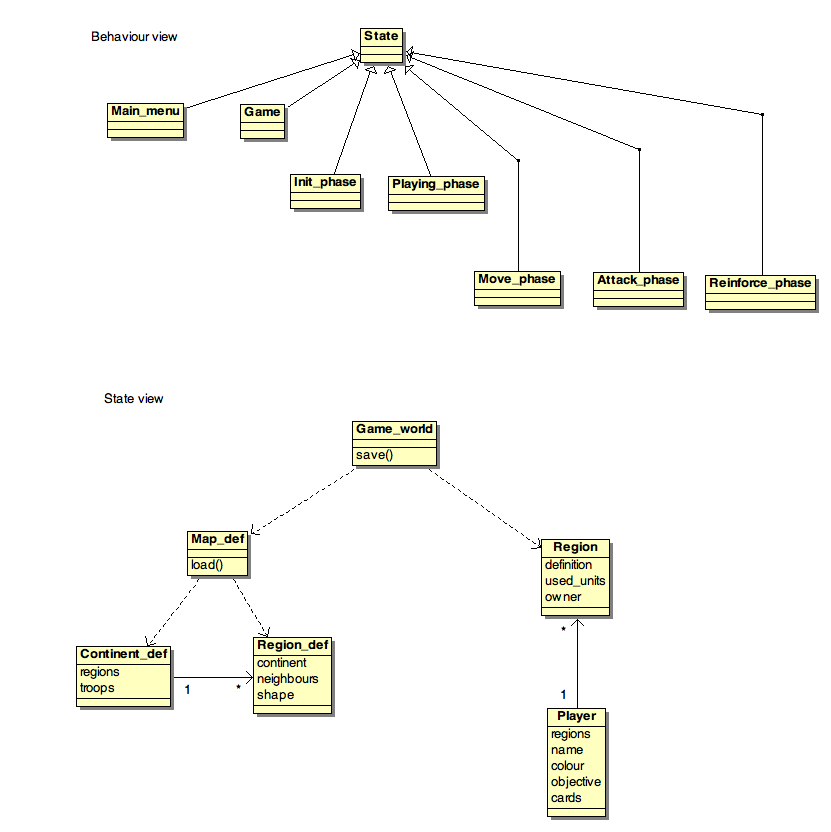 Behaviour view
State
Main_menu
Game
Init_phase
Playing_phase
Move_phase
Attack_phase
Reinforce_phase
State view
Game_world
save()
Map_def
load()
Region
definition
used_units
owner
Continent_def
regions
troops
1
*
Region_def
continent
neighbours
shape
*
1
Player
regions
name
colour
objective
cards